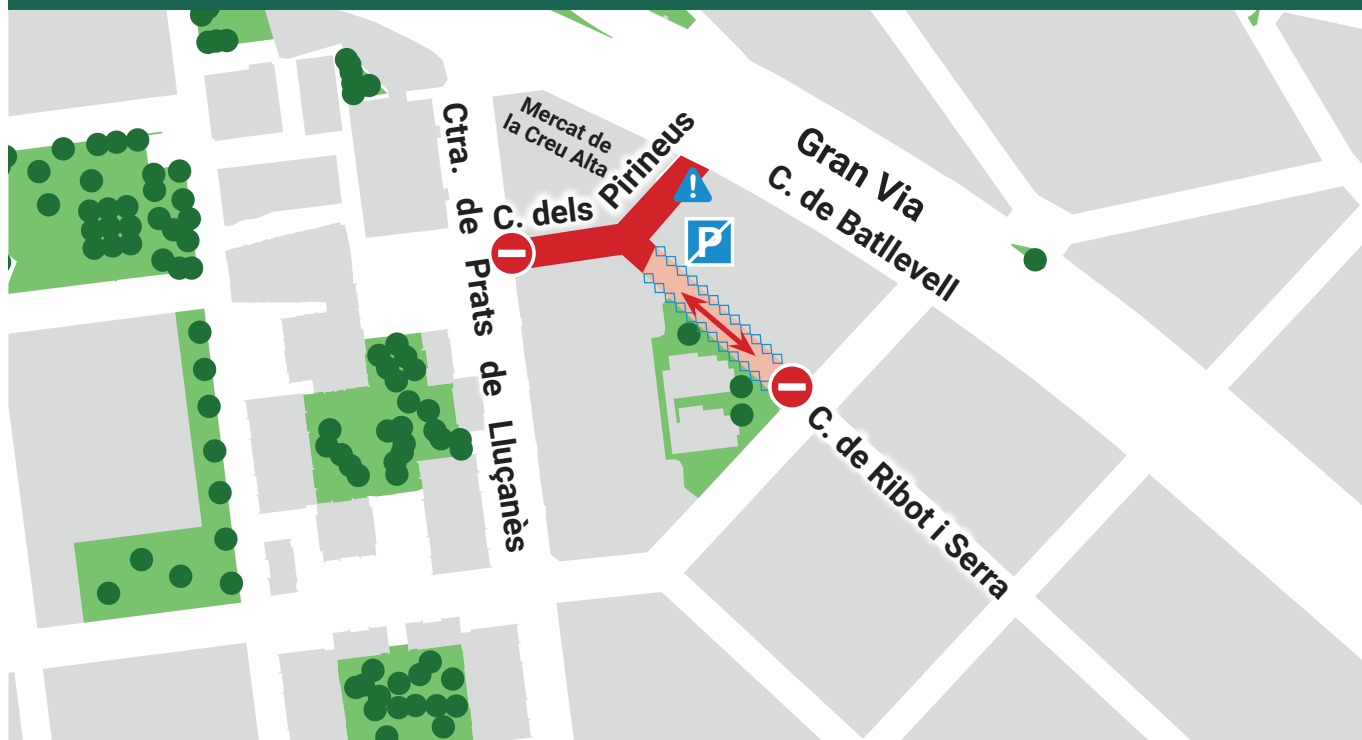 Mercat de
la Creu Alta
C. dels Pirineus
Gran Via
C. de Batllevell
Ctra. de Prats de Lluçanès
!
P
C. de Ribot i Serra